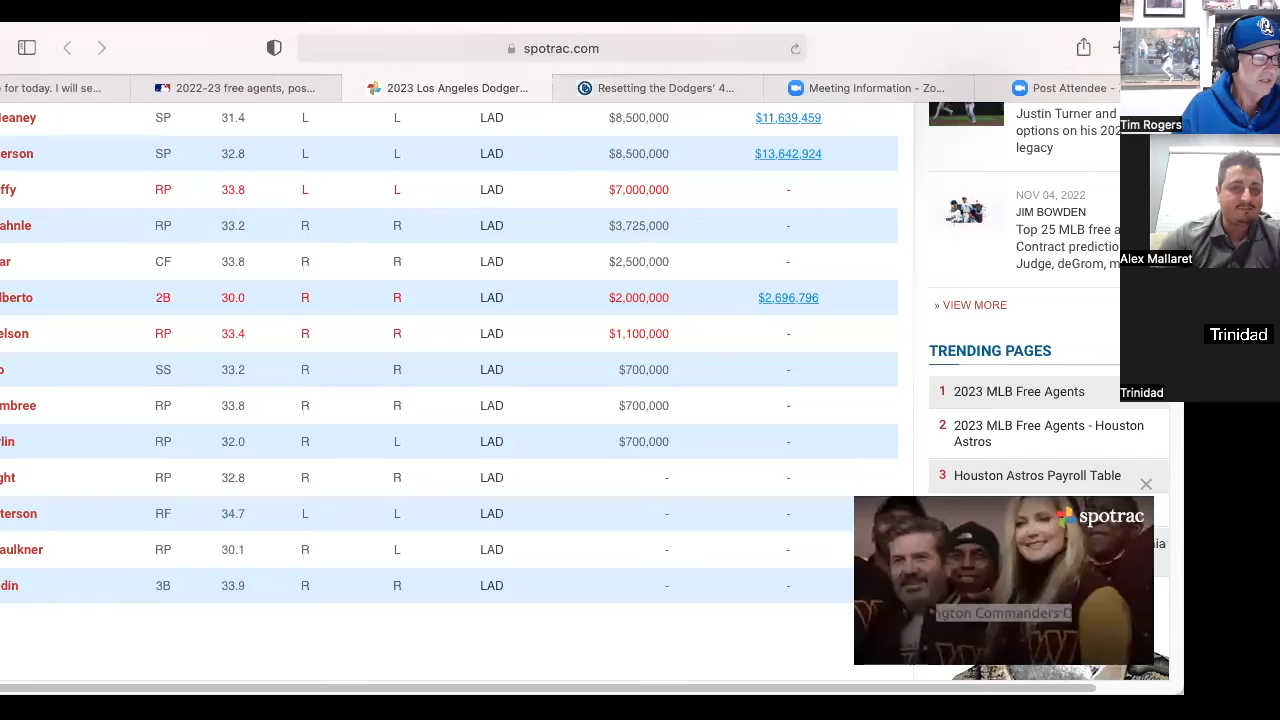 spotrac.com
e for today. I will se...
2022-23 free agents, pos...
2023 Los Angeles Dodger...
Resetting the Dodgers' 4...
Meeting Information - Zo...
Post Attendee -
eaney SP 31.4 L L LAD $8,500,000 $11,639,459
erson SP 32.8 L L LAD $8,500,000 $13,642,924
ffy RP 33.8 L L LAD $7,000,000 -
ahnle RP 33.2 R R LAD $3,725,000 -
ar CF 33.8 R R LAD $2,500,000 -
lberto 2B 30.0 R R LAD $2,000,000 $2,696,796
elson RP 33.4 R R LAD $1,100,000 -
o SS 33.2 R R LAD $700,000 -
mbree RP 33.8 R R LAD $700,000 -
lin RP 32.0 R L LAD $700,000 -
ght RP 32.8 R R LAD - -
terson RF 34.7 L L LAD - -
aulkner RP 30.1 R L LAD - -
din 3B 33.9 R R LAD - -
Justin Turner and
options on his 202
legacy
NOV 04, 2022
JIM BOWDEN
Top 25 MLB free a
Contract predictio
Judge, deGrom, m
» VIEW MORE
TRENDING PAGES
1 2023 MLB Free Agents
2 2023 MLB Free Agents - Houston
Astros
3 Houston Astros Payroll Table
nia
spotrac
ngton Commanders O
Tim Rogers
Alex Mallaret
Trinidad
Trinidad